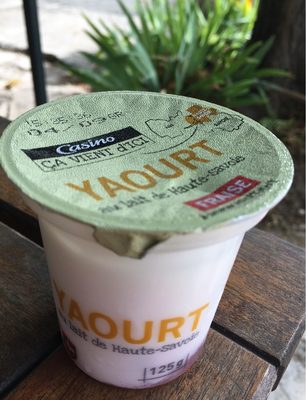 Casino
ÇA VIENT d'ICI
YAOURT
au lait de Haute-Savoie
FRAISE
YAOURT
au lait de Haute-Savoie
125g